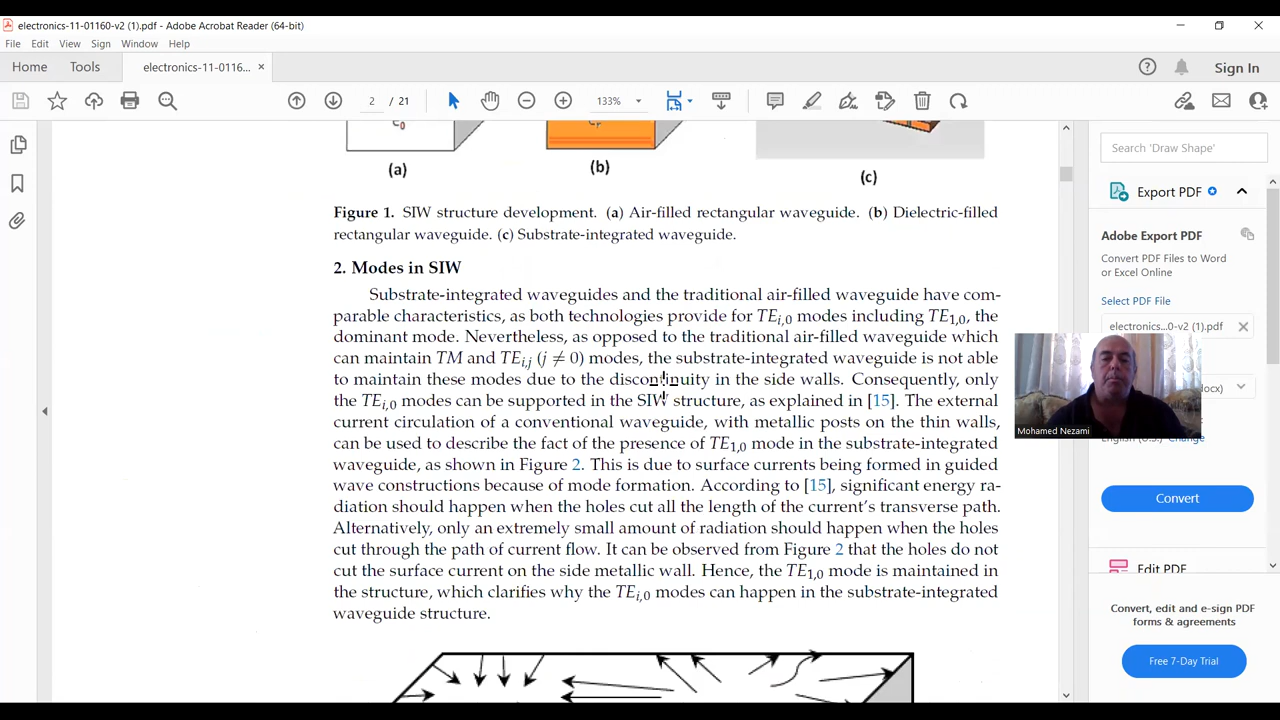 electronics-11-01160-v2 (1).pdf - Adobe Acrobat Reader (64-bit)
File Edit View Sign Window Help
Home Tools electronics-11-0116... × Sign In
2 / 21 133%
Search 'Draw Shape'
(a) (b) (c)
Export PDF
Figure 1. SIW structure development. (a) Air-filled rectangular waveguide. (b) Dielectric-filled
rectangular waveguide. (c) Substrate-integrated waveguide.
2. Modes in SIW
Substrate-integrated waveguides and the traditional air-filled waveguide have com-
parable characteristics, as both technologies provide for TEi,0 modes including TE1,0, the
dominant mode. Nevertheless, as opposed to the traditional air-filled waveguide which
can maintain TM and TEi,j (j ≠ 0) modes, the substrate-integrated waveguide is not able
to maintain these modes due to the discontinuity in the side walls. Consequently, only
the TEi,0 modes can be supported in the SIW structure, as explained in [15]. The external
current circulation of a conventional waveguide, with metallic posts on the thin walls,
can used to describe the fact of the presence of TE1,0 mode in the substrate-integrated
waveguide, as shown in Figure 2. This is due to surface currents being formed in guided
wave constructions because of mode formation. According to [15], significant energy ra-
diation should happen when the holes cut all the length of the current's transverse path.
Alternatively, only an extremely small amount of radiation should happen when the holes
cut through the path of current flow. It can be observed from Figure 2 that the holes do not
cut the surface current on the side metallic wall. Hence, the TE1,0 mode is maintained in
the structure, which clarifies why the TEi,0 modes can happen in the substrate-integrated
waveguide structure.
Adobe Export PDF
Convert PDF Files to Word
or Excel Online
Select PDF File
electronics...0-v2 (1).pdf
docx)
Mohamed Nezami
English (U.S.) Change
Convert
Edit PDF
Convert, edit and e-sign PDF
forms & agreements
Free 7-Day Trial